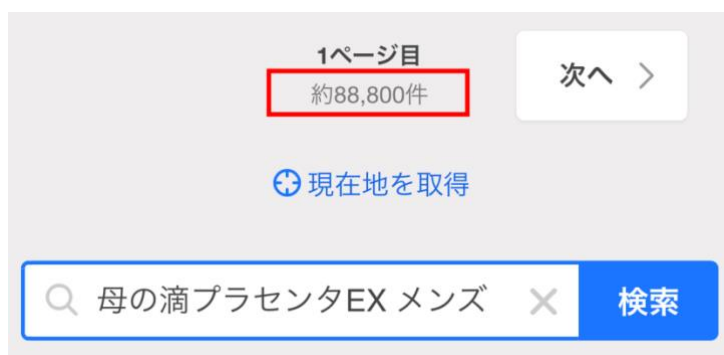 1ページ目
約88,800件
次へ
現在地を取得
母の滴プラセンタEX メンズ
検索